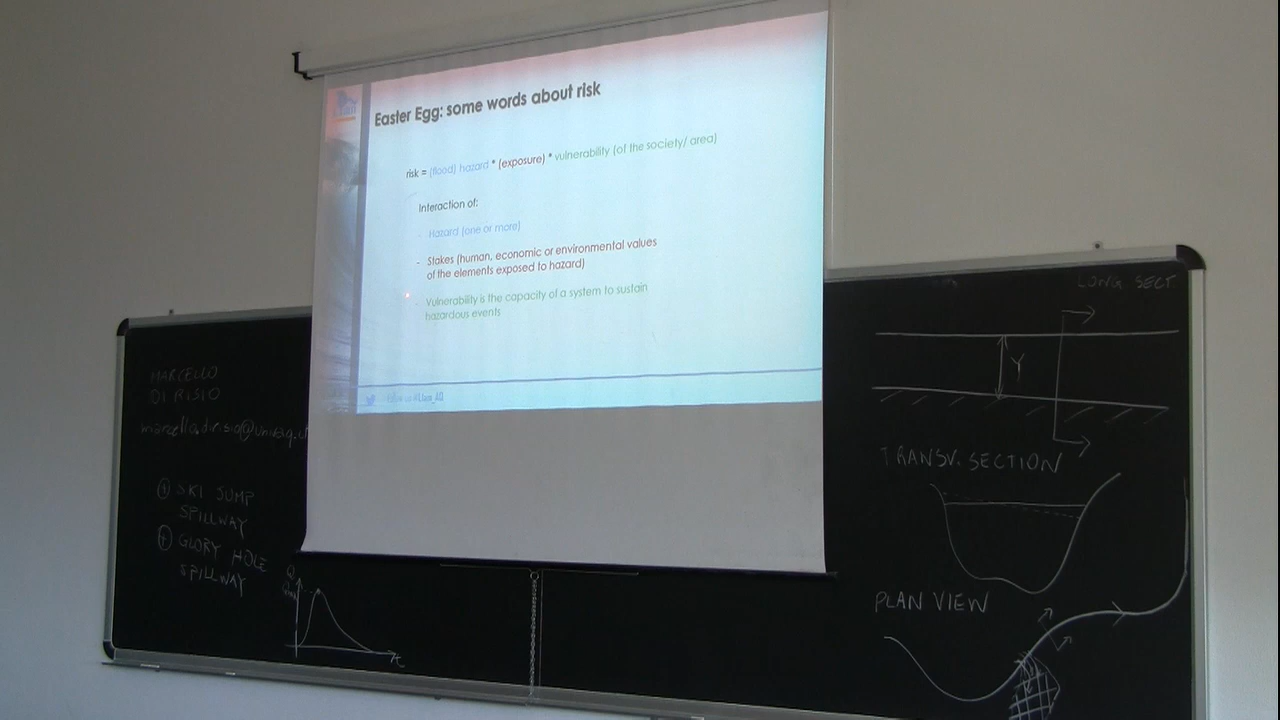 Easter Egg: some words about risk
risk = (flood) hazard * (exposure) * vulnerability (of the society/ area)
Interaction of:
- Hazard (one or more)
- Stakes (human, economic or environmental values
of the elements exposed to hazard)
- Vulnerability is the capacity of a system to sustain
hazardous events
MARCELLO
DI RISIO
SKI JUMP
SPILLWAY
GLORY HOLE
SPILLWAY
Q
t
LONG SECT
Y
TRANSV. SECTION
PLAN VIEW